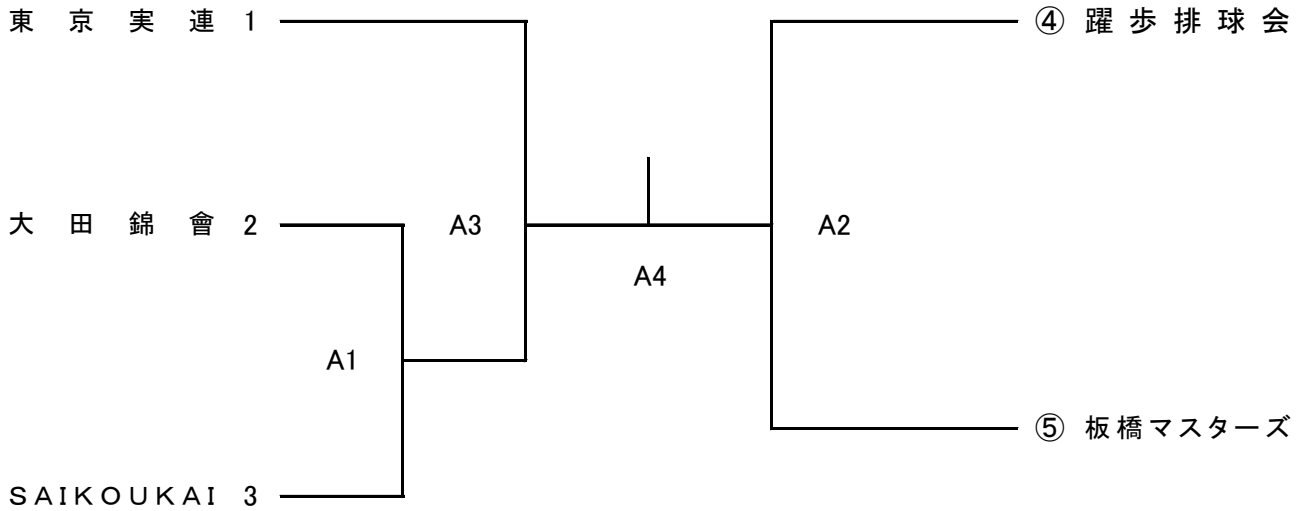 東京実連 1
④ 躍歩排球会
大田錦會 2
A3
A2
A4
A1
⑤ 板橋マスターズ
ＳＡＩＫＯＵＫＡＩ 3